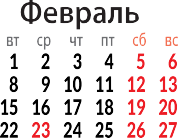 Февраль
вт ср чт пт сб вс
1 2 3 4 5 6
8 9 10 11 12 13
15 16 17 18 19 20
22 23 24 25 26 27